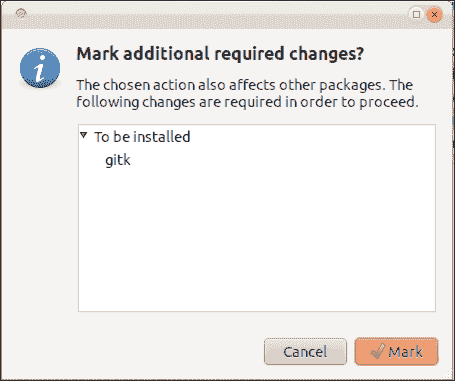 Mark additional required changes?
The chosen action also affects other packages. The
following changes are required in order to proceed.
To be installed
gitk
Cancel
Mark